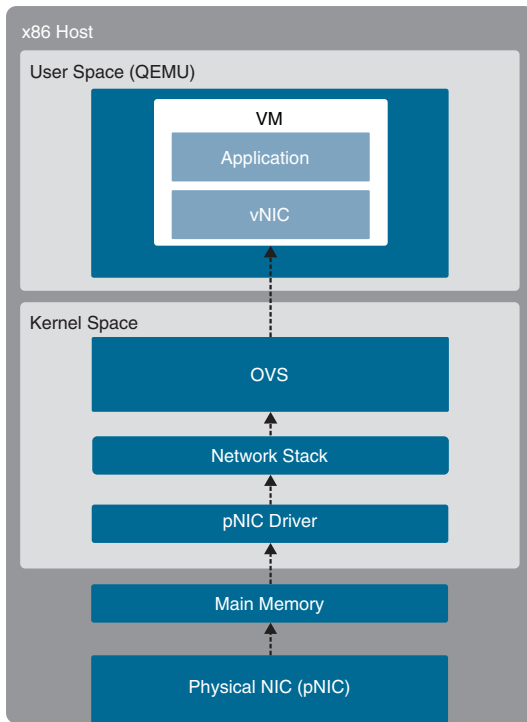 x86 Host
User Space (QEMU)
VM
Application
vNIC
Kernel Space
OVS
Network Stack
pNIC Driver
Main Memory
Physical NIC (pNIC)